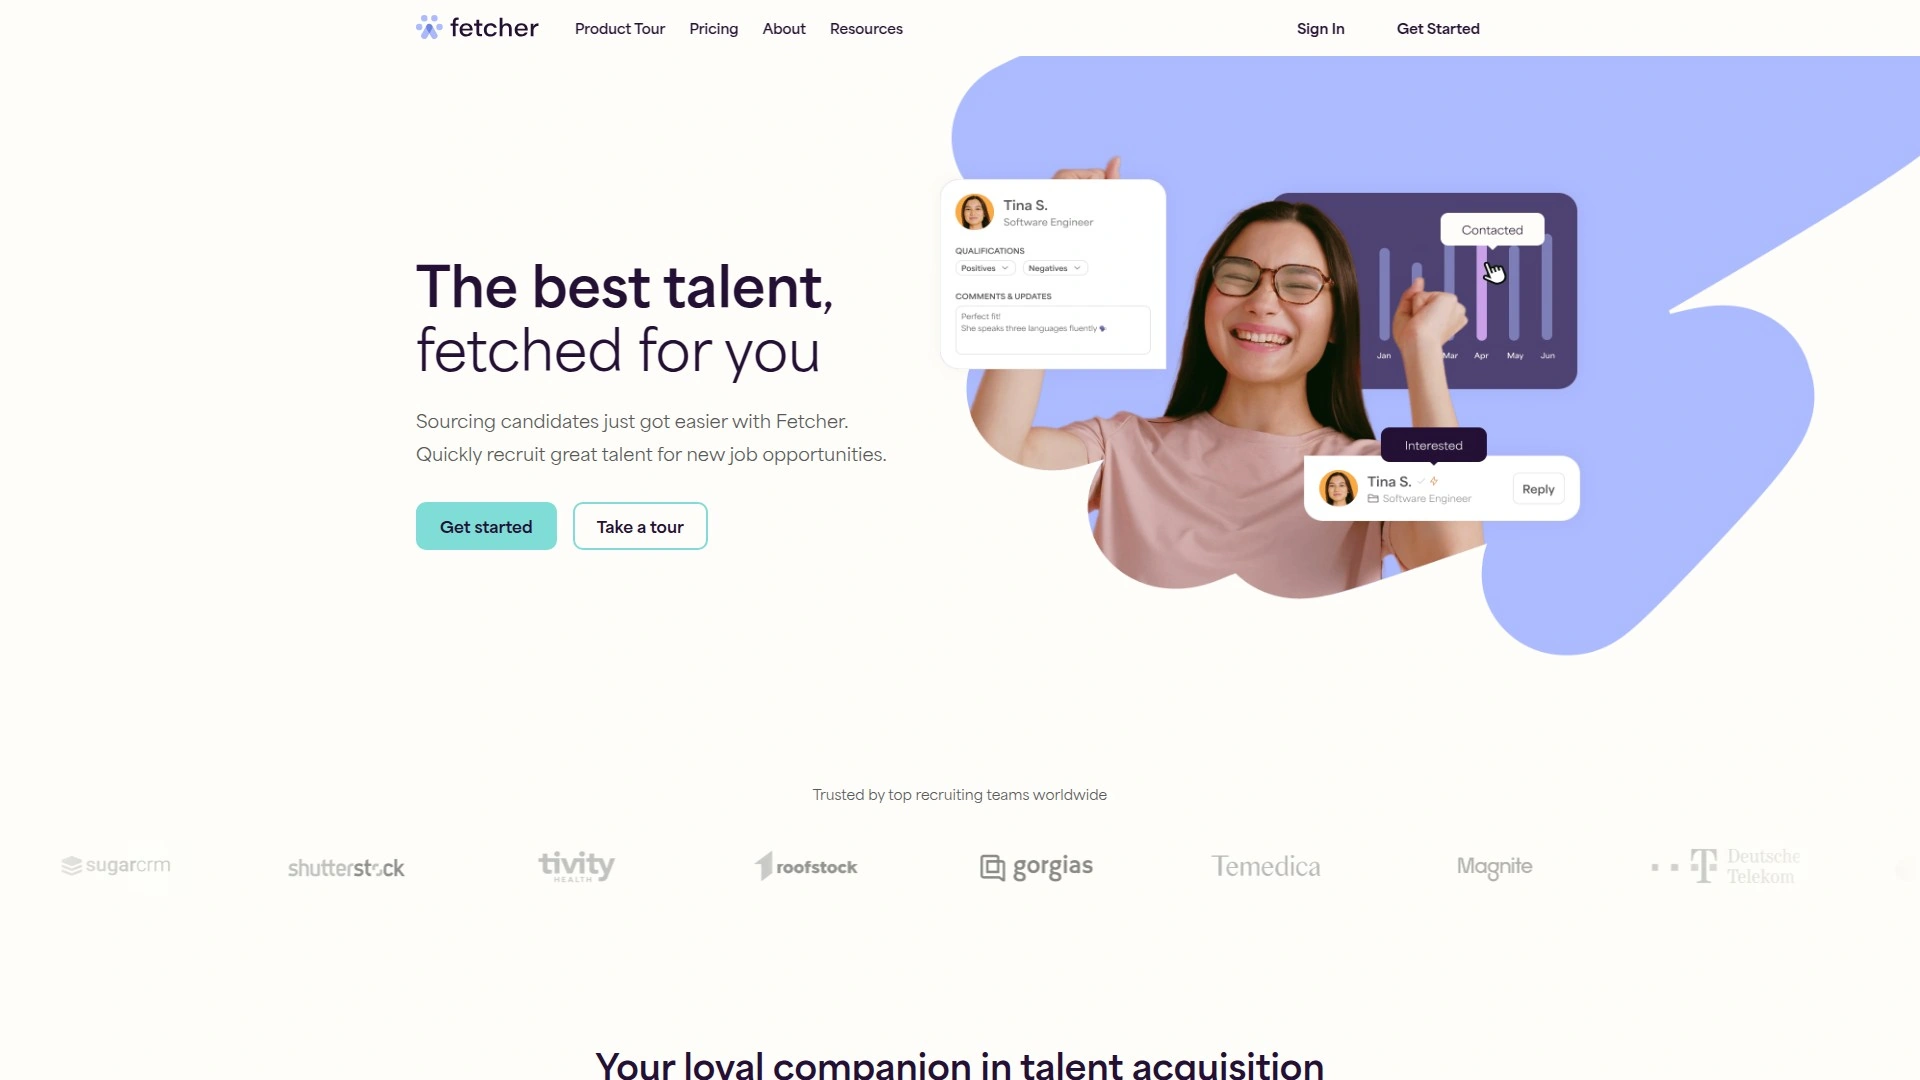 fetcher
Product Tour
Pricing
About
Resources
Sign In
Get Started
The best talent,
fetched for you
Sourcing candidates just got easier with Fetcher.
Quickly recruit great talent for new job opportunities.
Get started
Take a tour
Tina S.
Software Engineer
QUALIFICATIONS
Positives
Negatives
COMMENTS & UPDATES
Perfect fit!
She speaks three languages fluently
Contacted
Jan
Mar
Apr
May
Jun
Interested
Tina S.
Software Engineer
Reply
Trusted by top recruiting teams worldwide
sugarcrm
shutterstock
tivity
HEALTH
roofstock
gorgias
Temedica
Magnite
T
Deutsche
Telekom
Your loyal companion in talent acquisition